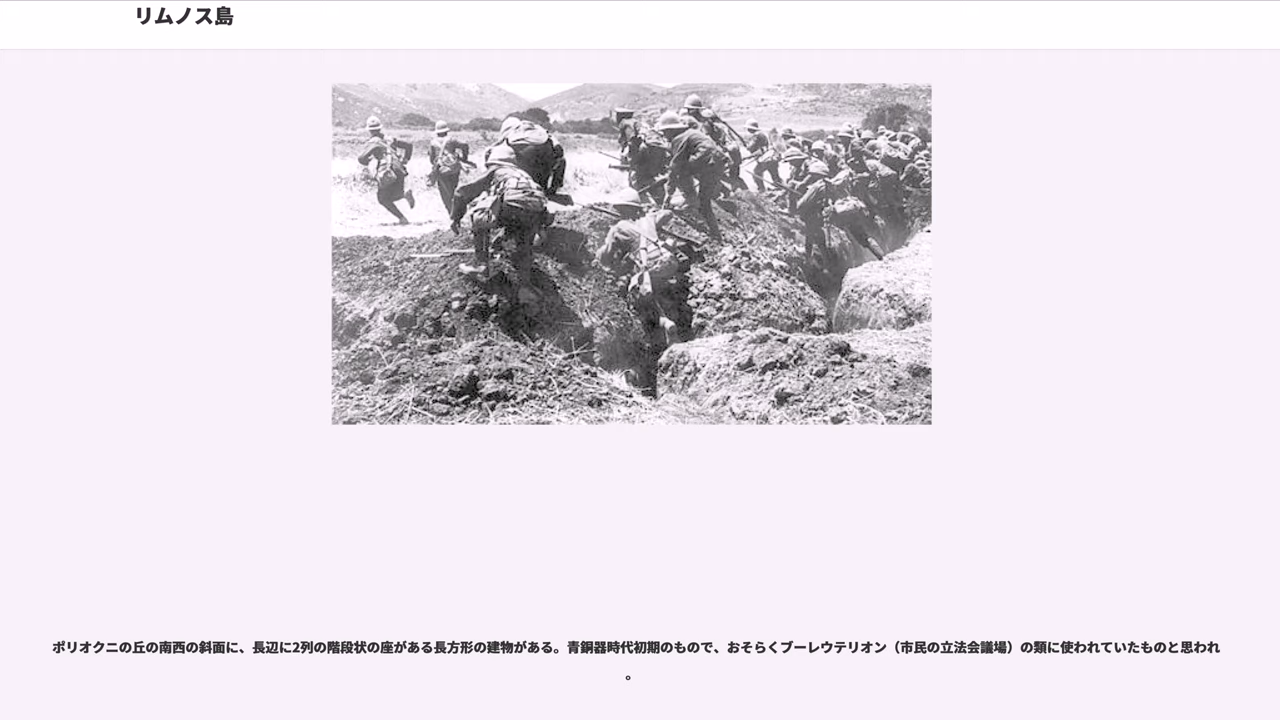 リムノス島
ポリオクニの丘の南西の斜面に、長辺に2列の階段状の座がある長方形の建物がある。青銅器時代初期のもので、おそらくブーレウテリオン（市民の立法会議場）の類に使われていたものと思われ
。